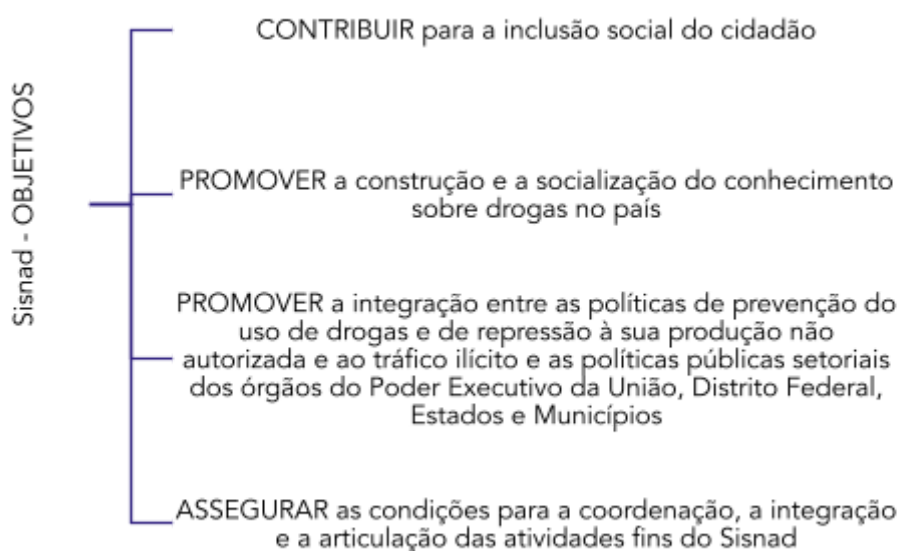 Sisnad - OBJETIVOS
CONTRIBUIR para a inclusão social do cidadão
PROMOVER a construção e a socialização do conhecimento
sobre drogas no país
PROMOVER a integração entre as políticas de prevenção do
uso de drogas e de repressão à sua produção não
autorizada e ao tráfico ilícito e as políticas públicas setoriais
dos órgãos do Poder Executivo da União, Distrito Federal,
Estados e Municípios
ASSEGURAR as condições para a coordenação, a integração
e a articulação das atividades fins do Sisnad